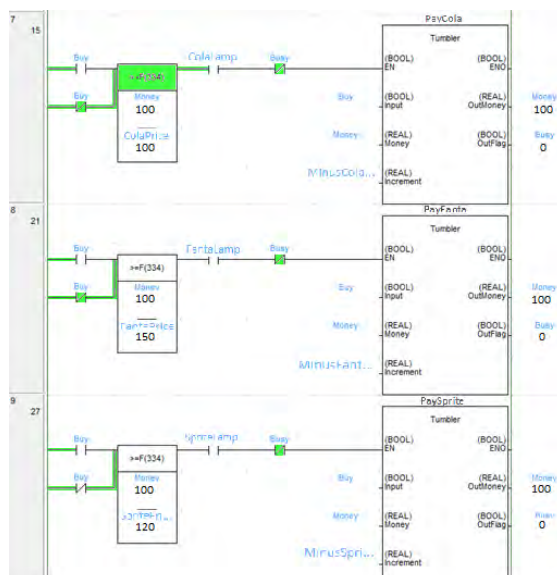 7
15
PayCola
Tumbler
Buy
ColaLamp
Busy
(BOOL) EN
(BOOL) ENO
Buy
>=F(334)
Money
100
ColaPrice
100
Buy
(BOOL) Input
(REAL) OutMoney
Money
100
Money
(REAL) Money
(BOOL) OutFlag
Busy
0
MinusCola...
(REAL) Increment
8
21
PayFanta
Tumbler
Buy
FantaLamp
Busy
(BOOL) EN
(BOOL) ENO
Buy
>=F(334)
Money
100
FantaPrice
150
Buy
(BOOL) Input
(REAL) OutMoney
Money
100
Money
(REAL) Money
(BOOL) OutFlag
Busy
0
MinusFant...
(REAL) Increment
9
27
PaySprite
Tumbler
Buy
SpriteLamp
Busy
(BOOL) EN
(BOOL) ENO
Buy
>=F(334)
Money
100
120
Buy
(BOOL) Input
(REAL) OutMoney
Money
100
Money
(REAL) Money
(BOOL) OutFlag
Busy
0
MinusSpri...
(REAL) Increment